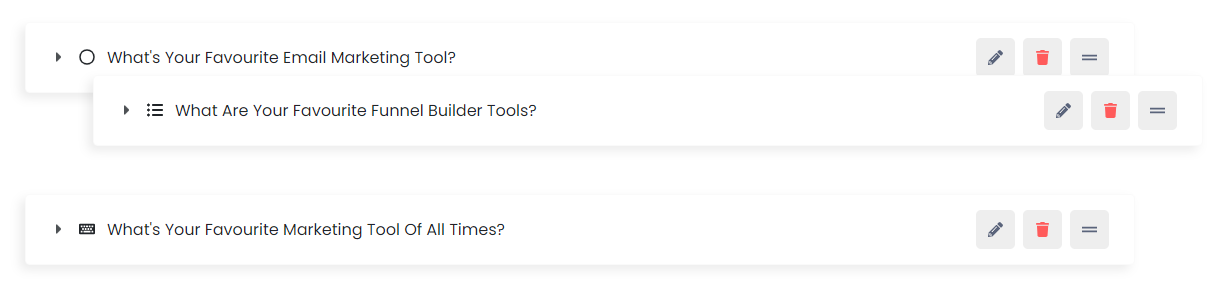 What's Your Favourite Email Marketing Tool?
What Are Your Favourite Funnel Builder Tools?
What's Your Favourite Marketing Tool Of All Times?